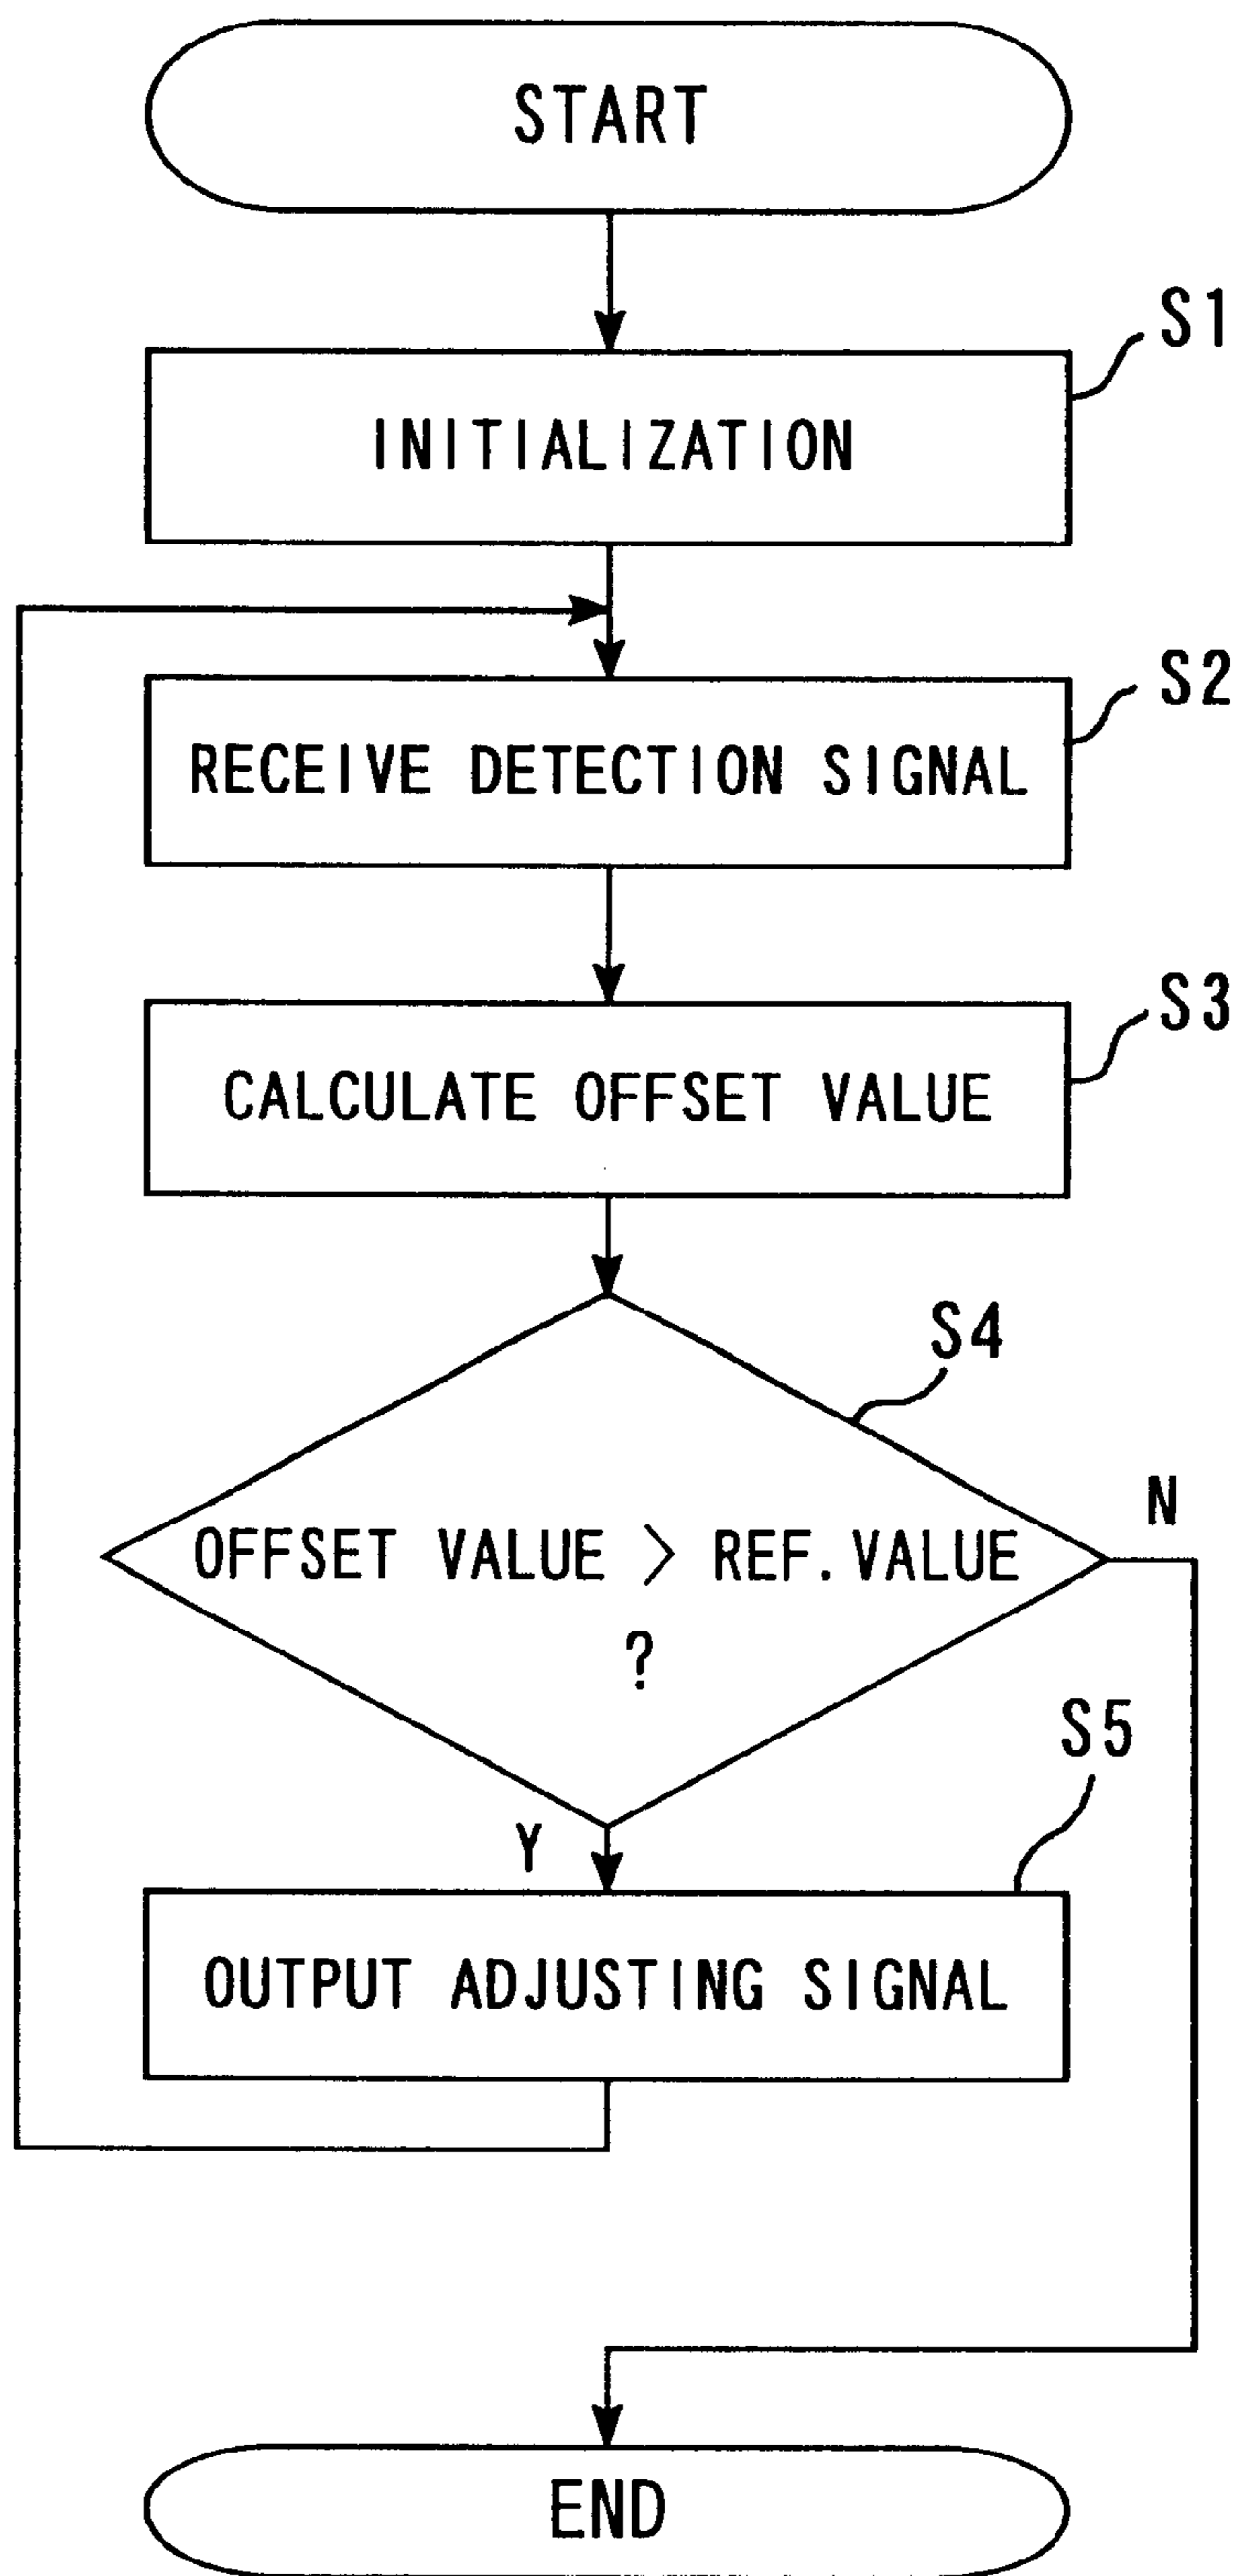 START
S1
INITIALIZATION
S2
RECEIVE DETECTION SIGNAL
S3
CALCULATE OFFSET VALUE
S4
N
OFFSET VALUE > REF. VALUE
?
S5
Y
OUTPUT ADJUSTING SIGNAL
END